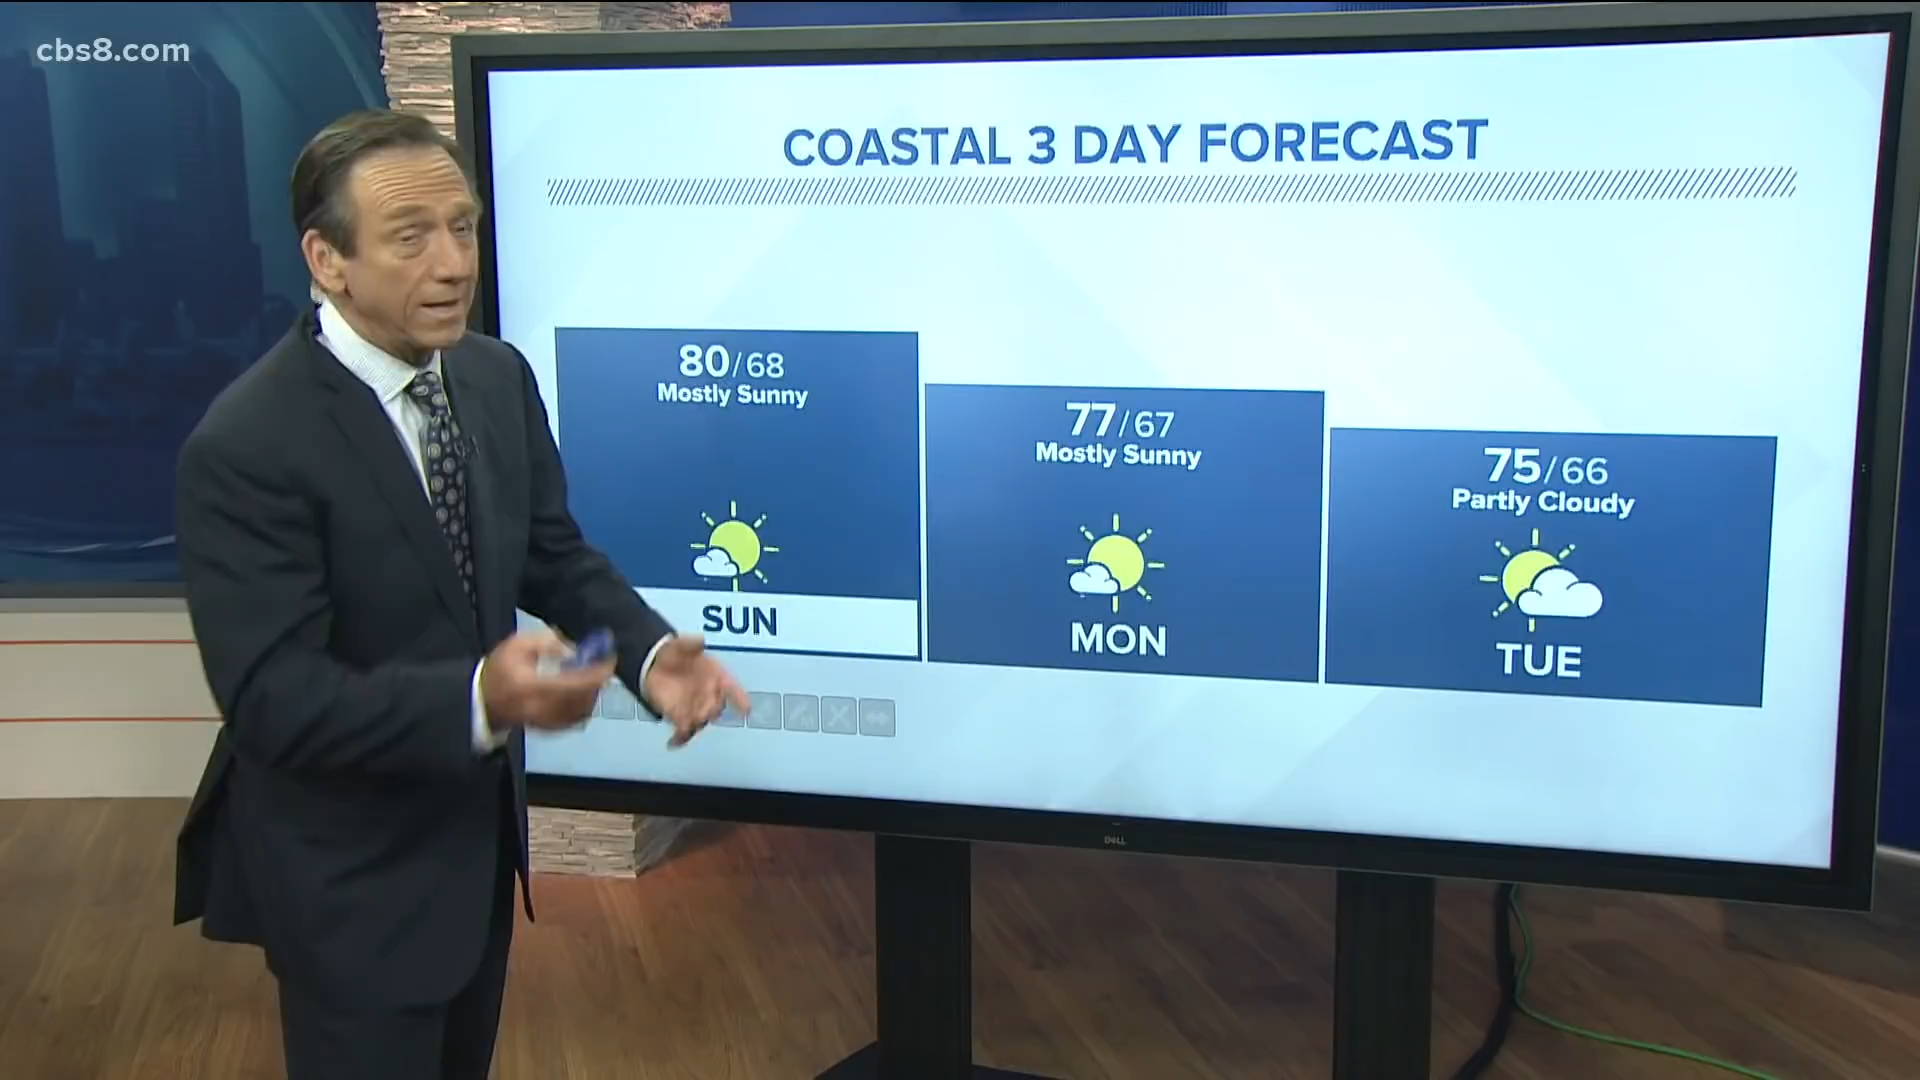 cbs8.com
COASTAL 3 DAY FORECAST
80/68
Mostly Sunny
SUN
77/67
Mostly Sunny
MON
75/66
Partly Cloudy
TUE
DELL